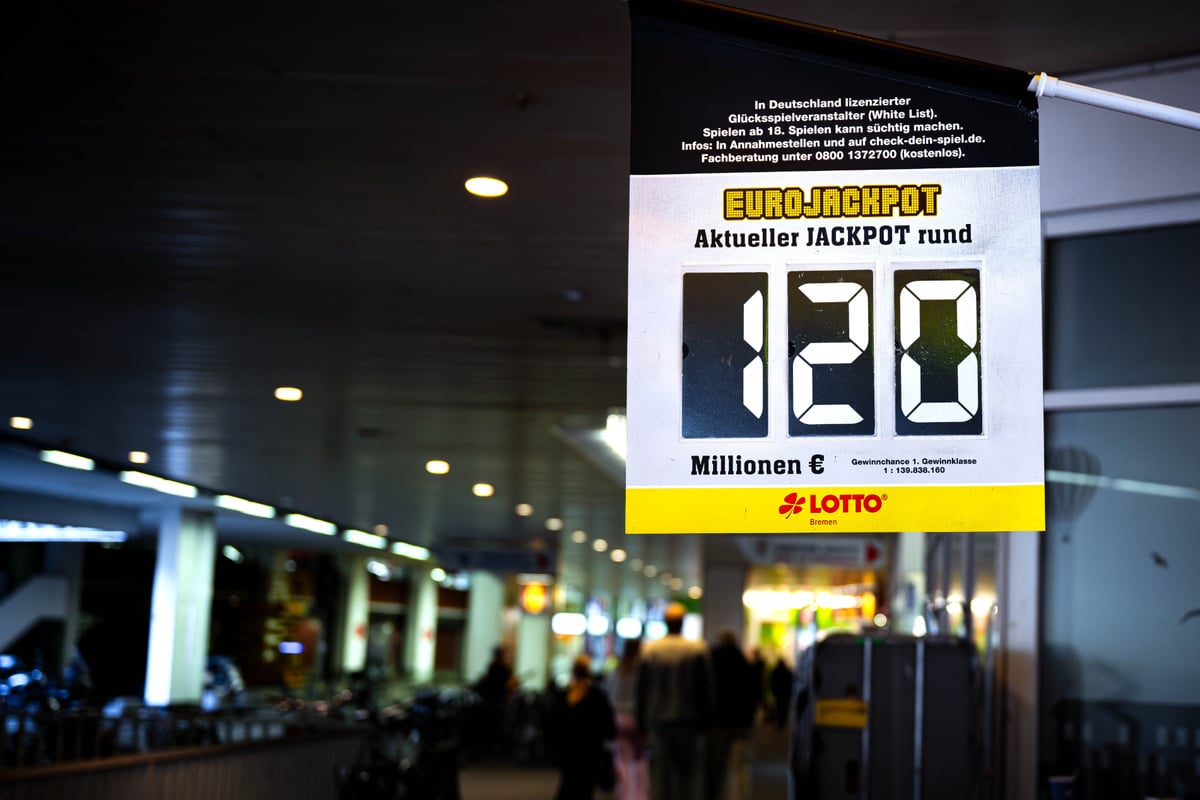 In Deutschland lizenzierter
Glücksspielveranstalter (White List).
Spielen ab 18. Spielen kann süchtig machen.
Infos: In Annahmestellen und auf check-dein-spiel.de.
Fachberatung unter 0800 1372700 (kostenlos).
EUROJACKPOT
Aktueller JACKPOT rund
120
Millionen €
Gewinnchance 1. Gewinnklasse
1 : 139.838.160
LOTTO®
Bremen